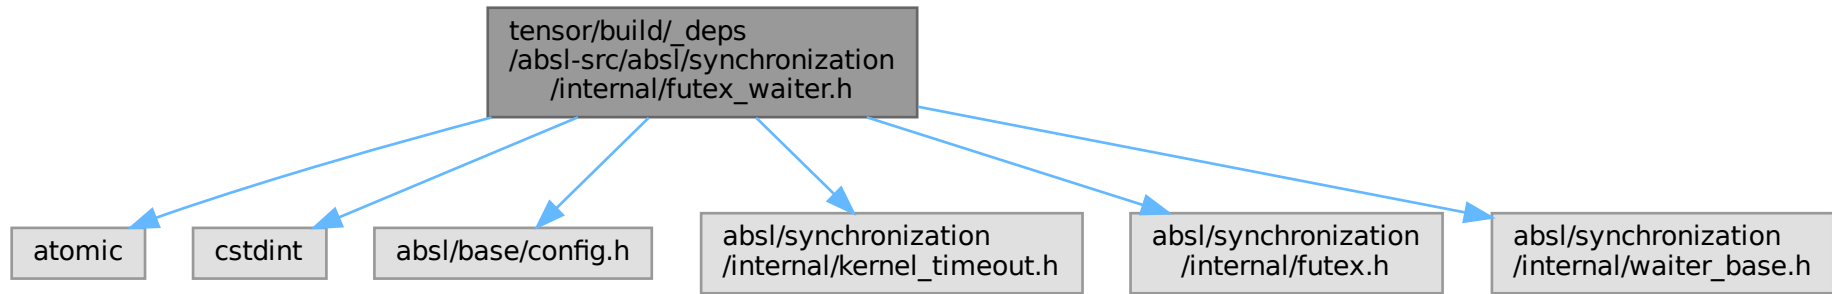 tensor/build/_deps
/absl-src/absl/synchronization
/internal/futex_waiter.h
atomic
cstdint
absl/base/config.h
absl/synchronization
/internal/kernel_timeout.h
absl/synchronization
/internal/futex.h
absl/synchronization
/internal/waiter_base.h